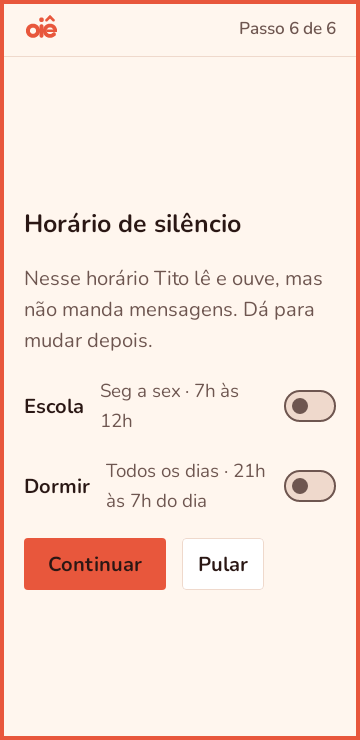 oiê
Passo 6 de 6
Horário de silêncio
Nesse horário Tito lê e ouve, mas
não manda mensagens. Dá para
mudar depois.
Escola
Seg a sex · 7h às
12h
Dormir
Todos os dias · 21h
às 7h do dia
Continuar
Pular